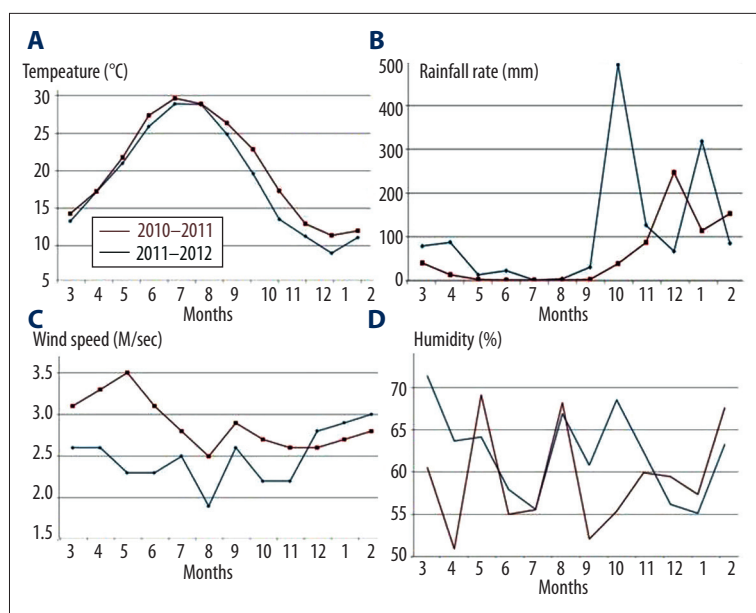 A
Tempeature (°C)
30
25
20
15
10
5
2010–2011
2011–2012
3 4 5 6 7 8 9 10 11 12 1 2
Months
B
Rainfall rate (mm)
500
400
300
200
100
0
3 4 5 6 7 8 9 10 11 12 1 2
Months
C
Wind speed (M/sec)
3.5
3.0
2.5
2.0
1.5
3 4 5 6 7 8 9 10 11 12 1 2
Months
D
Humidity (%)
70
65
60
55
50
3 4 5 6 7 8 9 10 11 12 1 2
Months